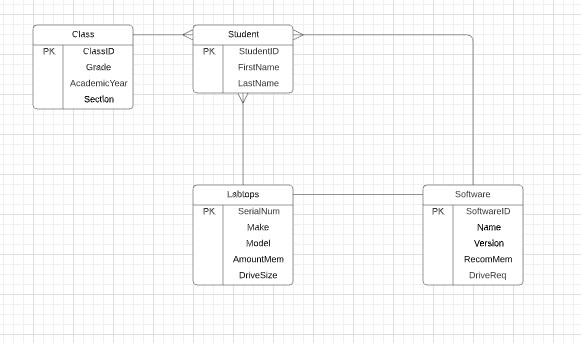 Class
PK ClassID
Grade
AcademicYear
Section
Student
PK StudentID
FirstName
LastName
Labtops
PK SerialNum
Make
Model
AmountMem
DriveSize
Software
PK SoftwareID
Name
Version
RecomMem
DriveReq